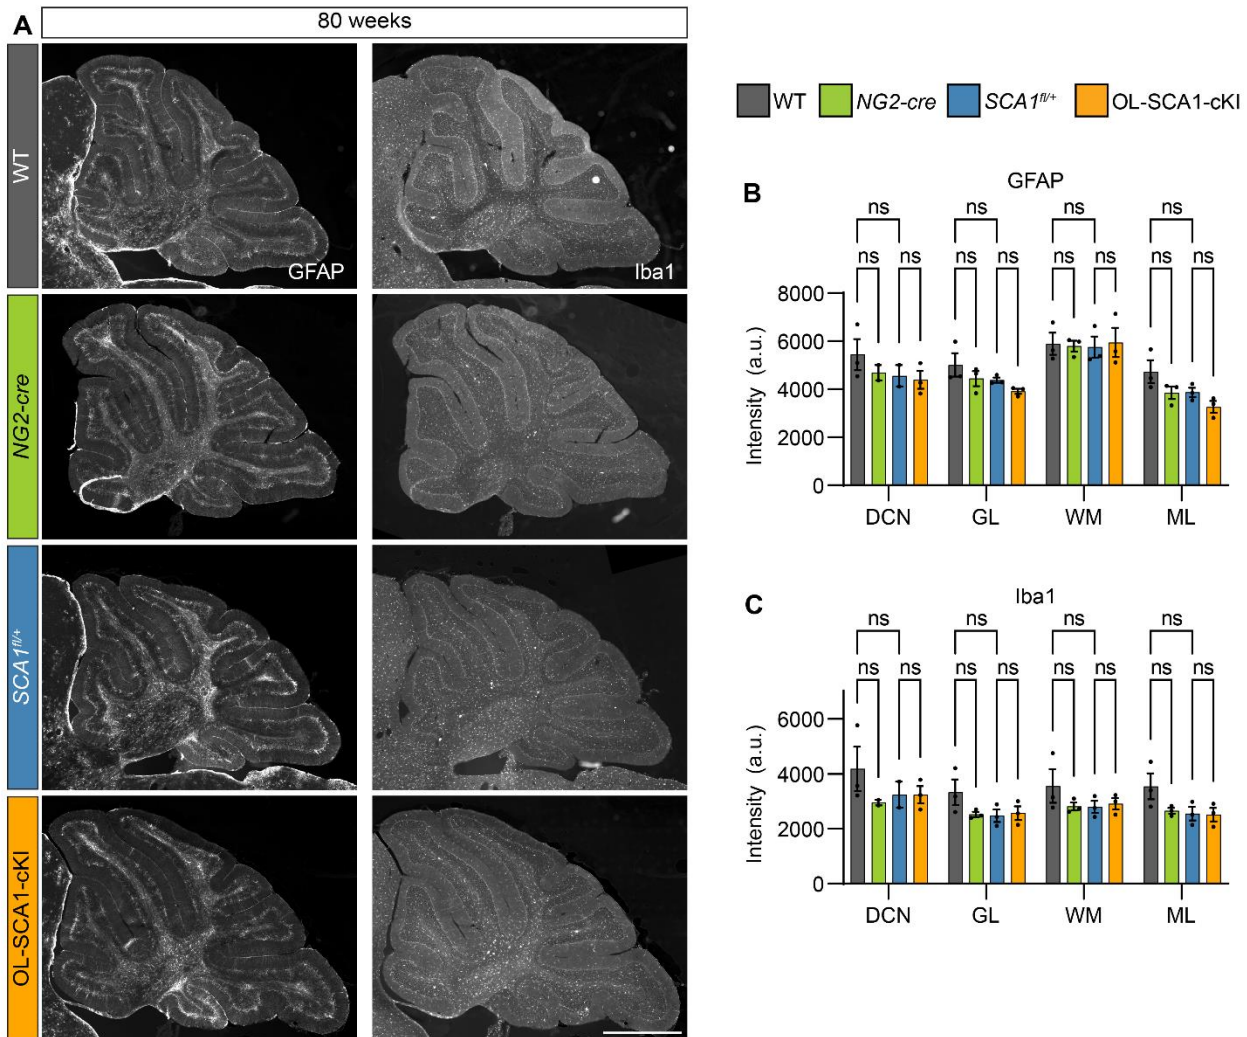 A
80 weeks
WT
GFAP
Iba1
NG2-cre
SCA1fl/+
OL-SCA1-cKI
WT NG2-cre SCA1fl/+ OL-SCA1-cKI
B
GFAP
ns ns ns ns
ns ns ns ns ns ns ns ns
8000
6000
4000
2000
0
Intensity (a.u.)
DCN GL WM ML
C
Iba1
ns ns ns ns
ns ns ns ns ns ns ns ns
6000
4000
2000
0
Intensity (a.u.)
DCN GL WM ML